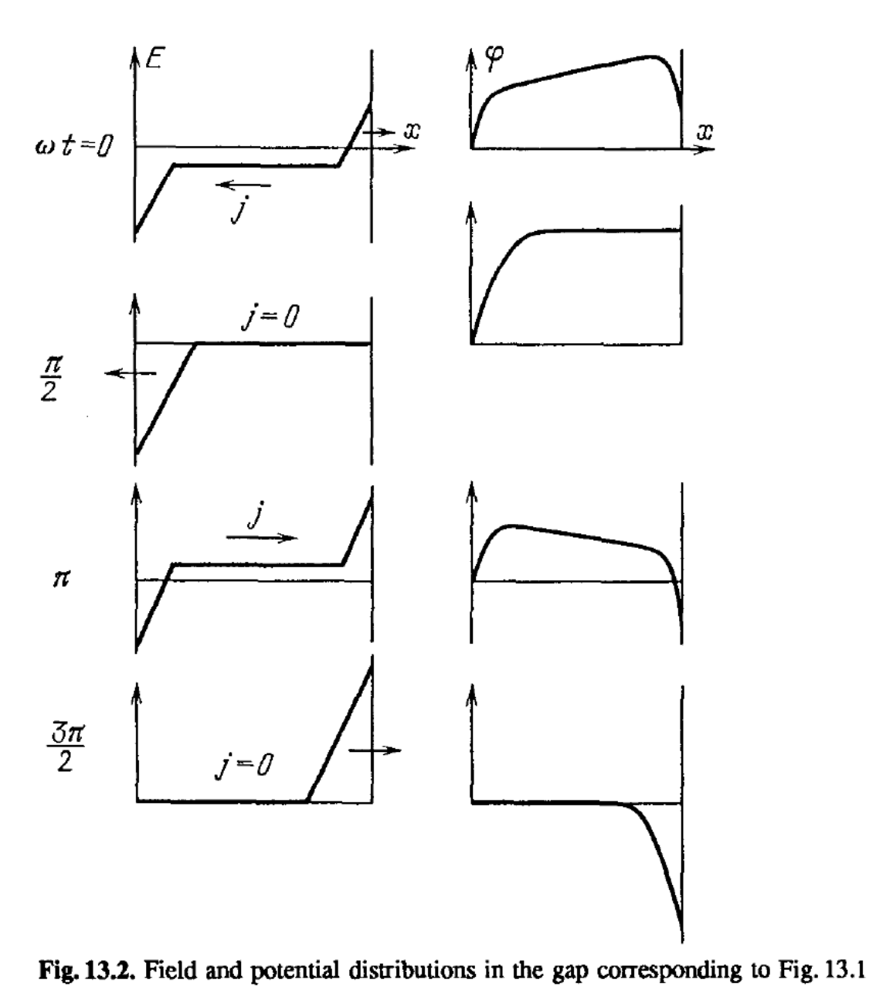 E
φ
ωt=0
x
x
j
j=0
π/2
j
π
3π/2
j=0
Fig. 13.2. Field and potential distributions in the gap corresponding to Fig. 13.1